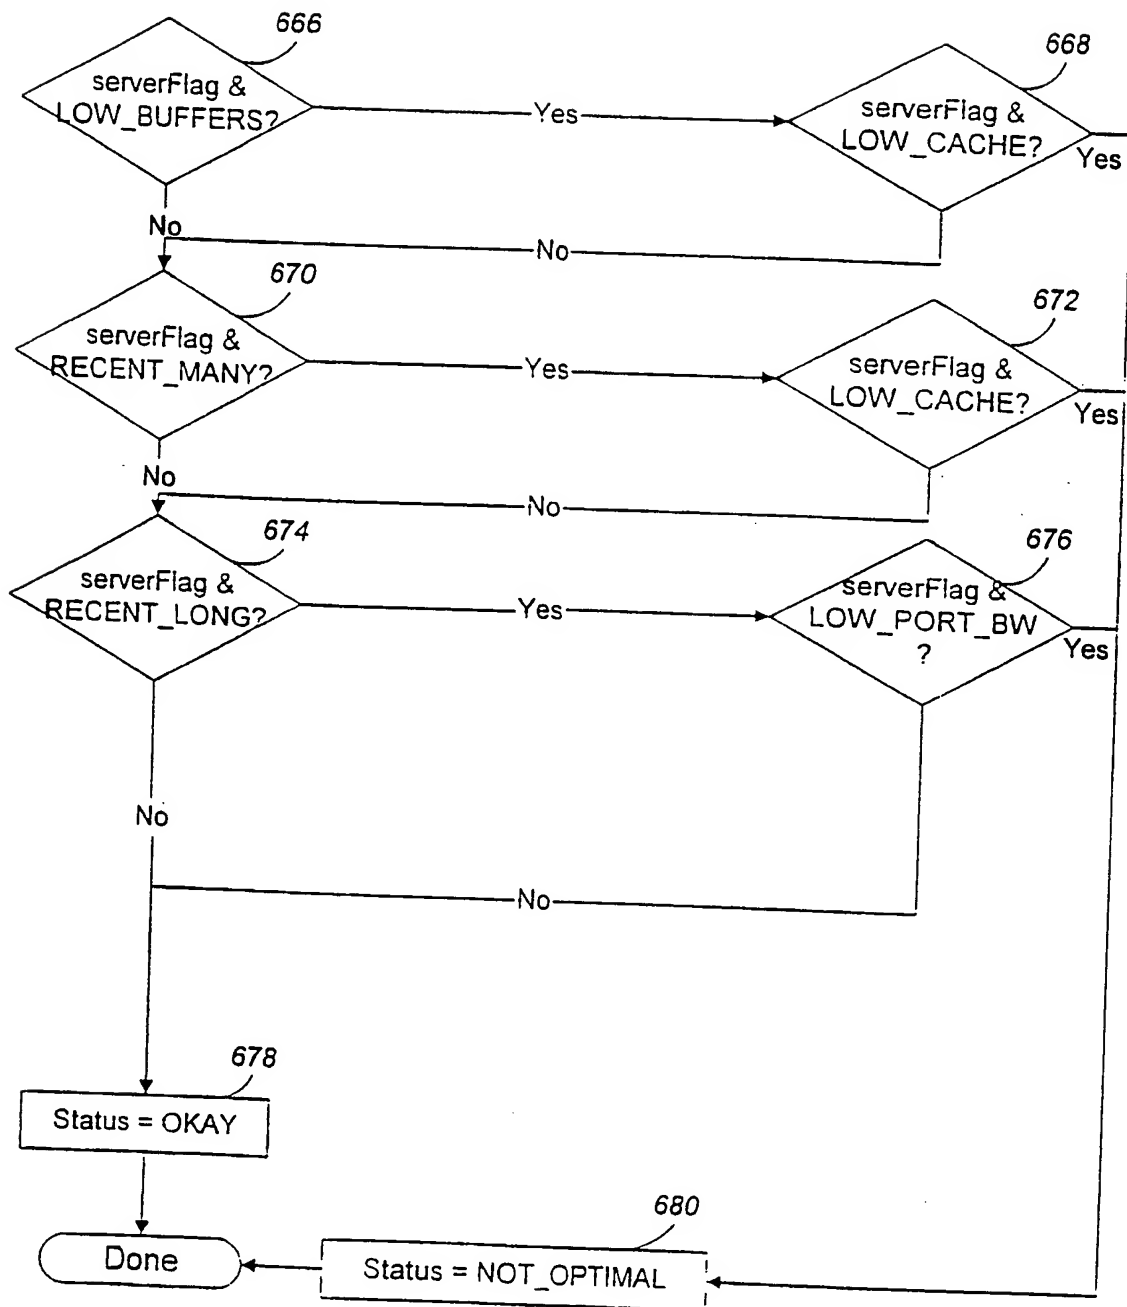 666
serverFlag &
LOW_BUFFERS?
Yes
668
serverFlag &
LOW_CACHE?
Yes
No
No
670
serverFlag &
RECENT_MANY?
Yes
672
serverFlag &
LOW_CACHE?
Yes
No
No
674
serverFlag &
RECENT_LONG?
Yes
676
serverFlag &
LOW_PORT_BW
?
Yes
No
No
678
Status = OKAY
680
Done
Status = NOT_OPTIMAL